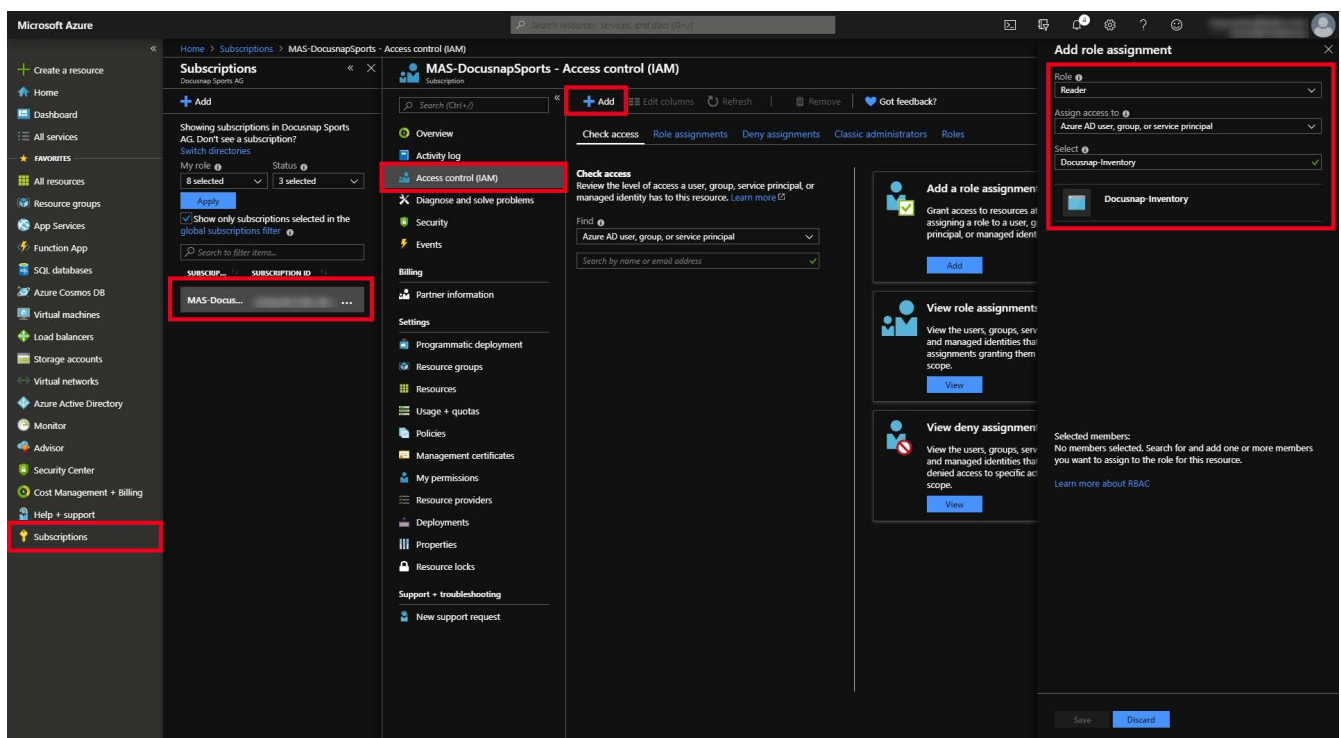 Microsoft Azure
Search resources, services, and docs (G+/)
4
Home > Subscriptions > MAS-DocusnapSports - Access control (IAM)
Create a resource
Home
Dashboard
All services
FAVORITES
All resources
Resource groups
App Services
Function App
SQL databases
Azure Cosmos DB
Virtual machines
Load balancers
Storage accounts
Virtual networks
Azure Active Directory
Monitor
Advisor
Security Center
Cost Management + Billing
Help + support
Subscriptions
Subscriptions
Docusnap Sports AG
Add
Showing subscriptions in Docusnap Sports
AG. Don't see a subscription?
Switch directories
My role Status
8 selected 3 selected
Apply
Show only subscriptions selected in the
global subscriptions filter
Search to filter items...
SUBSCRIP... SUBSCRIPTION ID
MAS-Docus... ...
MAS-DocusnapSports - Access control (IAM)
Subscription
Search (Ctrl+/)
Overview
Activity log
Access control (IAM)
Diagnose and solve problems
Security
Events
Billing
Partner information
Settings
Programmatic deployment
Resource groups
Resources
Usage + quotas
Policies
Management certificates
My permissions
Resource providers
Deployments
Properties
Resource locks
Support + troubleshooting
New support request
Add Edit columns Refresh Remove Got feedback?
Check access Role assignments Deny assignments Classic administrators Roles
Check access
Review the level of access a user, group, service principal, or
managed identity has to this resource. Learn more
Find
Azure AD user, group, or service principal
Search by name or email address
Add a role assignmen
Grant access to resources at
assigning a role to a user, g
principal, or managed ident
Add
View role assignments
View the users, groups, serv
and managed identities tha
assignments granting them
scope.
View
View deny assignmen
View the users, groups, serv
and managed identities tha
denied access to specific ac
scope.
View
Add role assignment
Role
Reader
Assign access to
Azure AD user, group, or service principal
Select
Docusnap-Inventory
Docusnap-Inventory
Selected members:
No members selected. Search for and add one or more members
you want to assign to the role for this resource.
Learn more about RBAC
Save Discard